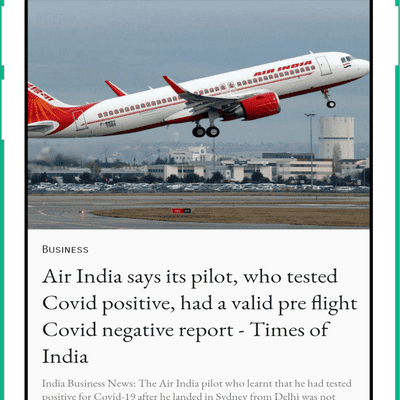 AIR INDIA
BUSINESS
Air India says its pilot, who tested
Covid positive, had a valid pre flight
Covid negative report - Times of
India
India Business News: The Air India pilot who learnt that he had tested
positive for Covid-19 after he landed in Sydney from Delhi was not